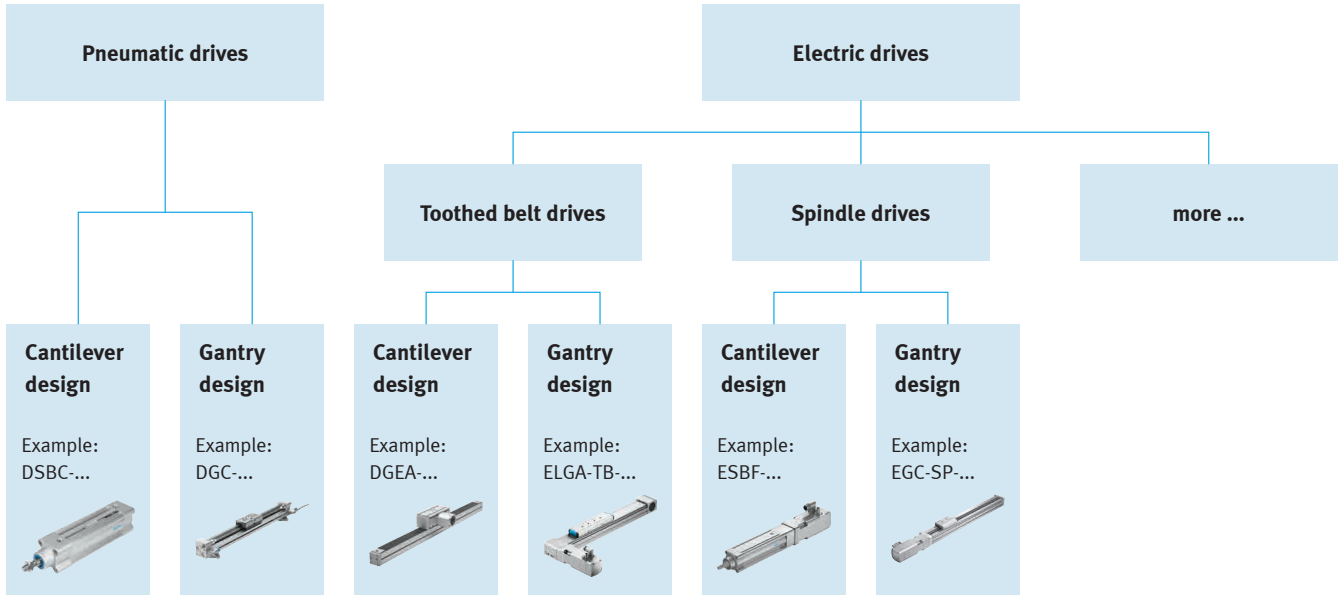 Pneumatic drives
Electric drives
Toothed belt drives
Spindle drives
more ...
Cantilever
design
Example:
DSBC-...
Gantry
design
Example:
DGC-...
Cantilever
design
Example:
DGEA-...
Gantry
design
Example:
ELGA-TB-...
Cantilever
design
Example:
ESBF-...
Gantry
design
Example:
EGC-SP-...